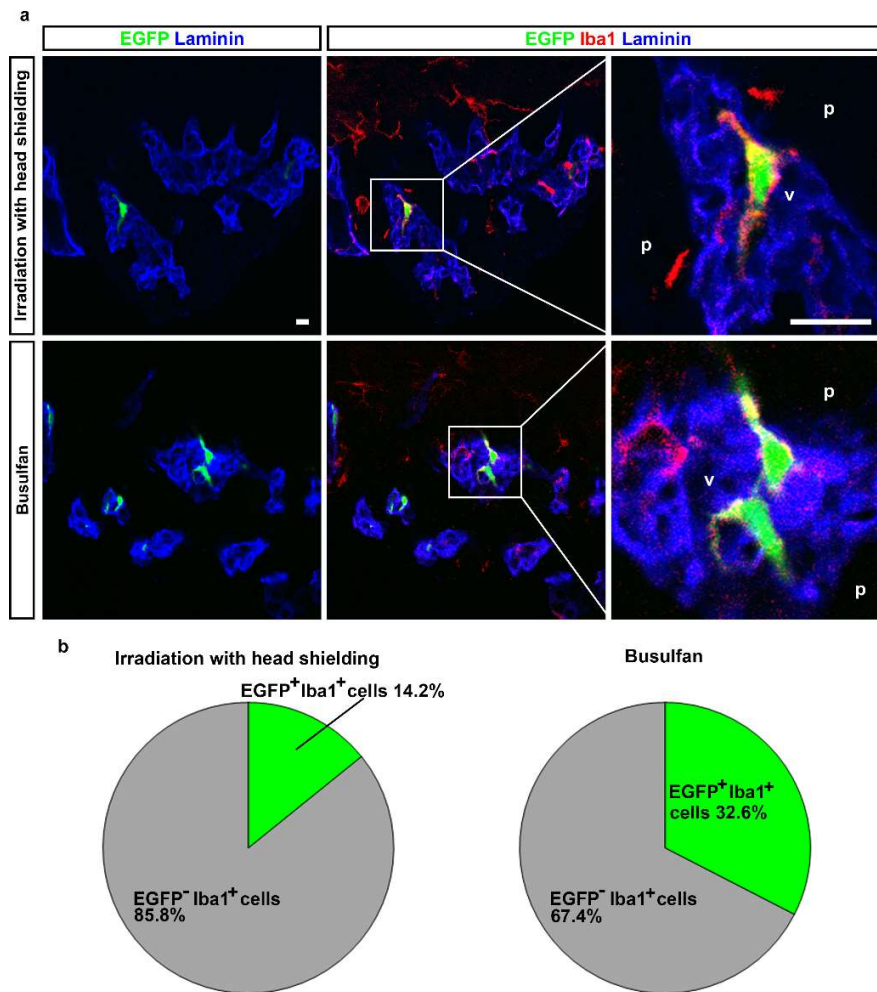 a
EGFP Laminin
EGFP Iba1 Laminin
Irradiation with head shielding
p
v
p
Busulfan
p
v
p
b
Irradiation with head shielding
EGFP+Iba1+cells 14.2%
EGFP- Iba1+cells
85.8%
Busulfan
EGFP+Iba1+
cells 32.6%
EGFP- Iba1+cells
67.4%